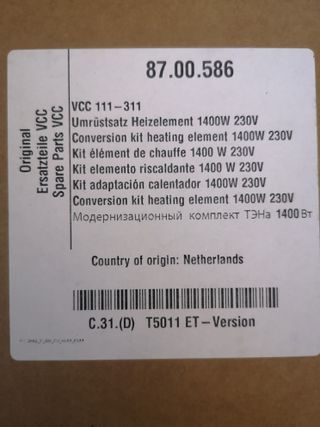 87.00.586
Original
Ersatzteile VCC
Spare Parts VCC
VCC 111-311
Umrüstsatz Heizelement 1400W 230V
Conversion kit heating element 1400W 230V
Kit élément de chauffe 1400 W 230V
Kit elemento riscaldante 1400 W 230V
Kit adaptación calentador 1400W 230V
Conversion kit heating element 1400W 230V
Модернизационный комплект ТЭНа 1400 Вт
Country of origin: Netherlands
C.31.(D) T5011 ET-Version